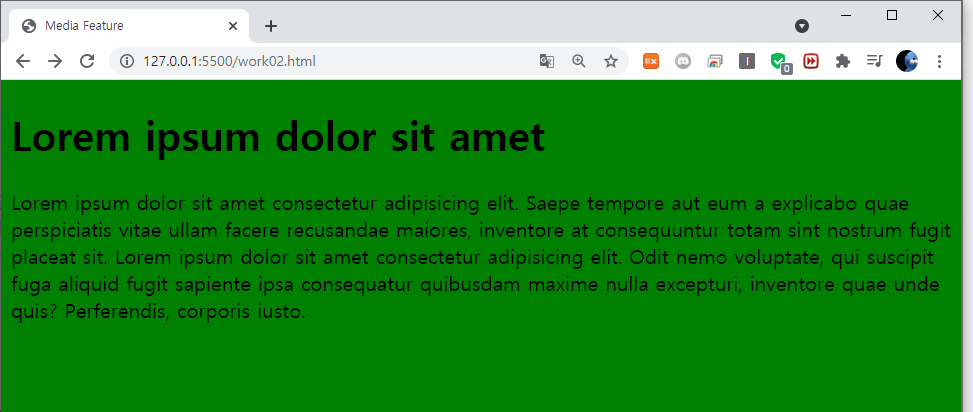 Media Feature
127.0.0.1:5500/work02.html
EX
I
0
Lorem ipsum dolor sit amet
Lorem ipsum dolor sit amet consectetur adipisicing elit. Saepe tempore aut eum a explicabo quae
perspiciatis vitae ullam facere recusandae maiores, inventore at consequuntur totam sint nostrum fugit
placeat sit. Lorem ipsum dolor sit amet consectetur adipisicing elit. Odit nemo voluptate, qui suscipit
fuga aliquid fugit sapiente ipsa consequatur quibusdam maxime nulla excepturi, inventore quae unde
quis? Perferendis, corporis iusto.